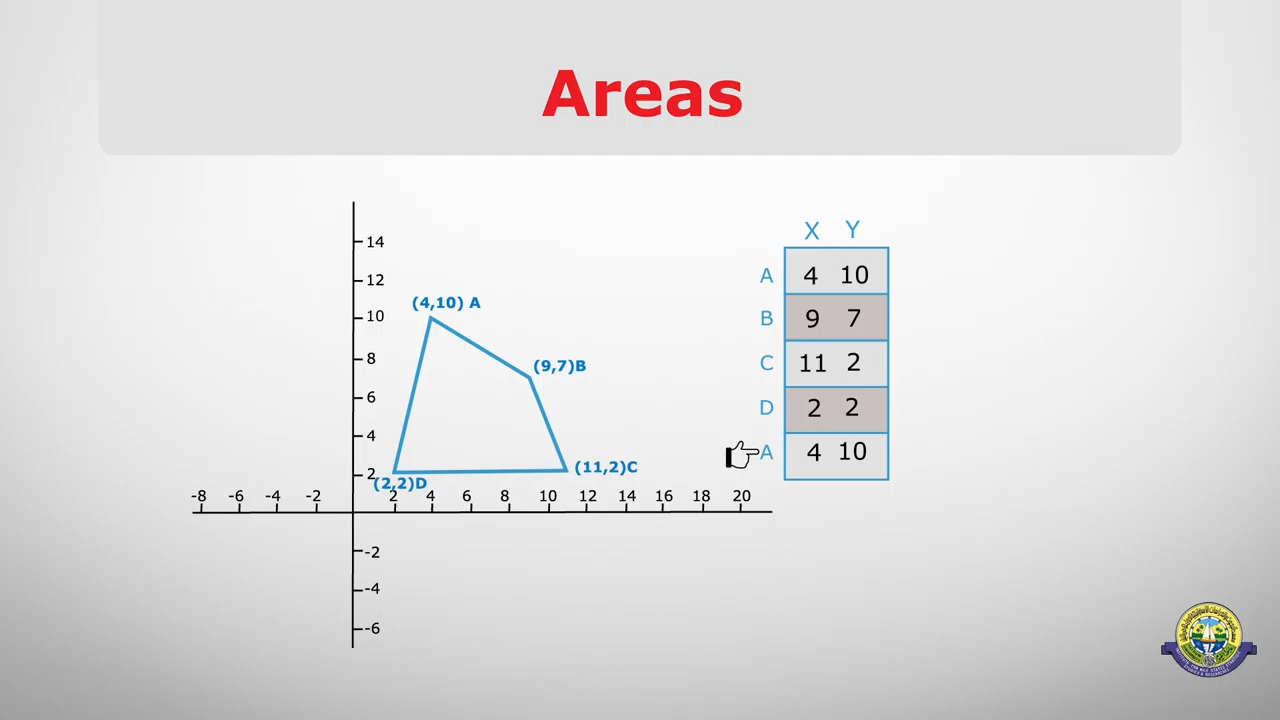 Areas
X Y
A 4 10
B 9 7
C 11 2
D 2 2
A 4 10
14
12
10
8
6
4
2
(4,10) A
(9,7)B
(11,2)C
(2,2)D
-8 -6 -4 -2 2 4 6 8 10 12 14 16 18 20
-2
-4
-6